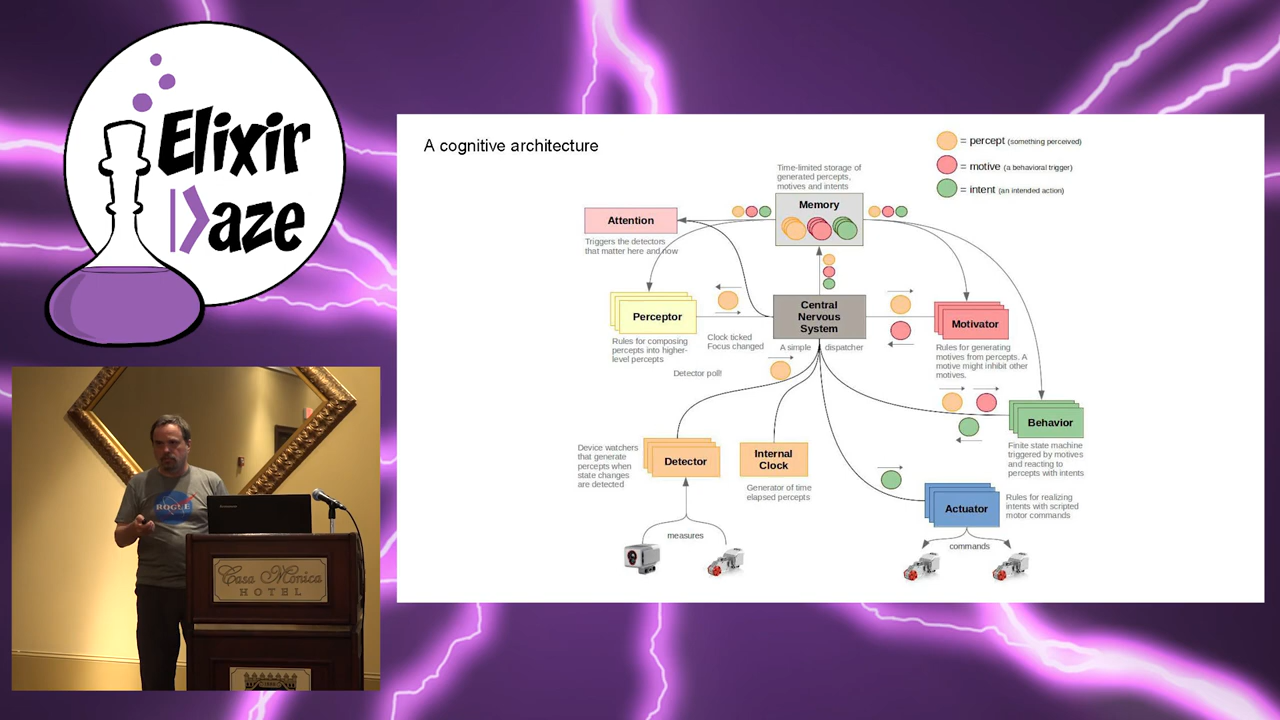 Elixir
Daze
A cognitive architecture
= percept (something perceived)
= motive (a behavioral trigger)
= intent (an intended action)
Time-limited storage of
generated percepts,
motives and intents
Memory
Attention
Triggers the detectors
that matter here and now
Perceptor
Rules for composing
percepts into higher-
level percepts
Clock ticked
Focus changed
Central
Nervous
System
A simple dispatcher
Motivator
Rules for generating
motives from percepts. A
motive might inhibit other
motives.
Detector poll!
Behavior
Finite state machine
triggered by motives
and reacting to
percepts with intents
Device watchers
that generate
percepts when
state changes
are detected
Detector
Internal
Clock
Generator of time
elapsed percepts
Actuator
Rules for realizing
intents with scripted
motor commands
measures
commands
ROGUE
Casa Monica
HOTEL